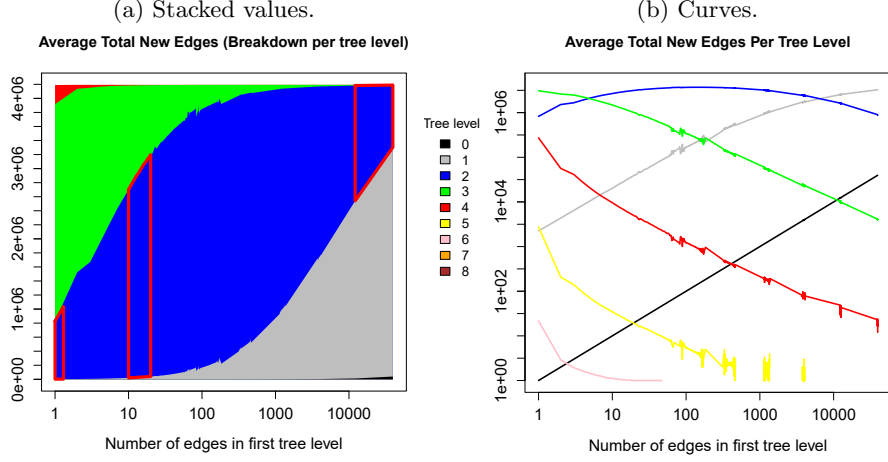 (a) Stacked values.
Average Total New Edges (Breakdown per tree level)
0e+00
1e+06
2e+06
3e+06
4e+06
1
10
100
1000
10000
Number of edges in first tree level
Tree level
0
1
2
3
4
5
6
7
8
(b) Curves.
Average Total New Edges Per Tree Level
1e+00
1e+02
1e+04
1e+06
1
10
100
1000
10000
Number of edges in first tree level